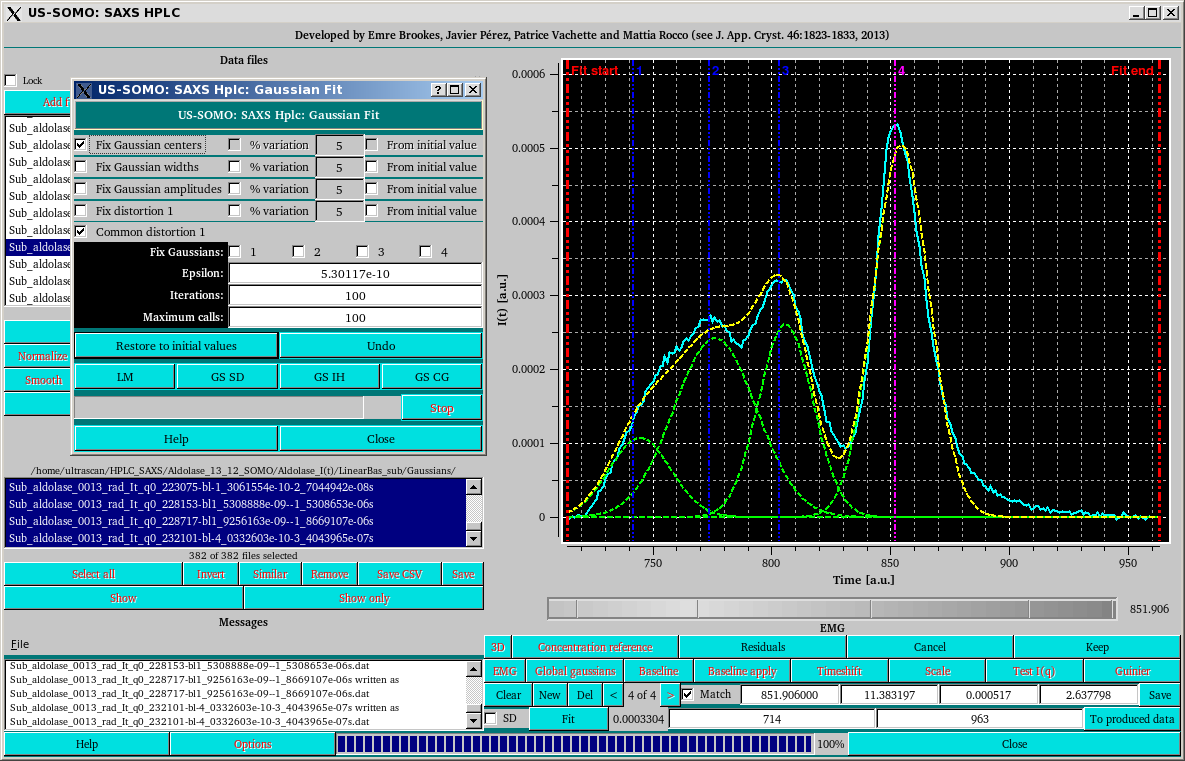 US-SOMO: SAXS HPLC
Developed by Emre Brookes, Javier Pérez, Patrice Vachette and Mattia Rocco (see J. App. Cryst. 46:1823-1833, 2013)
Data files
Lock
Add f
Sub_aldolase
Sub_aldolase
Sub_aldolase
Sub_aldolase
Sub_aldolase
Sub_aldolase
Sub_aldolase
Sub_aldolase
Sub_aldolase
Sub_aldolase
Sub_aldolase
Normalize
Smooth
US-SOMO: SAXS Hplc: Gaussian Fit
US-SOMO: SAXS Hplc: Gaussian Fit
Fix Gaussian centers % variation 5 From initial value
Fix Gaussian widths % variation 5 From initial value
Fix Gaussian amplitudes % variation 5 From initial value
Fix distortion 1 % variation 5 From initial value
Common distortion 1
Fix Gaussians: 1 2 3 4
Epsilon: 5.30117e-10
Iterations: 100
Maximum calls: 100
Restore to initial values Undo
LM GS SD GS IH GS CG
Stop
Help Close
/home/ultrascan/HPLC_SAXS/Aldolase_13_12_SOMO/Aldolase_I(t)/LinearBas_sub/Gaussians/
Sub_aldolase_0013_rad_It_q0_223075-bl-1_3061554e-10-2_7044942e-08s
Sub_aldolase_0013_rad_It_q0_228153-bl1_5308888e-09--1_5308653e-06s
Sub_aldolase_0013_rad_It_q0_228717-bl1_9256163e-09--1_8669107e-06s
Sub_aldolase_0013_rad_It_q0_232101-bl-4_0332603e-10-3_4043965e-07s
382 of 382 files selected
Select all Invert Similar Remove Save CSV Save
Show Show only
Messages
File
Sub_aldolase_0013_rad_It_q0_228153-bl1_5308888e-09--1_5308653e-06s.dat
Sub_aldolase_0013_rad_It_q0_228717-bl1_9256163e-09--1_8669107e-06s written as
Sub_aldolase_0013_rad_It_q0_228717-bl1_9256163e-09--1_8669107e-06s.dat
Sub_aldolase_0013_rad_It_q0_232101-bl-4_0332603e-10-3_4043965e-07s written as
Sub_aldolase_0013_rad_It_q0_232101-bl-4_0332603e-10-3_4043965e-07s.dat
Help Options 100% Close
Fit start 1 2 3 4 Fit end
0.0006
0.0005
0.0004
0.0003
0.0002
0.0001
0
I(t) [a.u.]
750 800 850 900 950
Time [a.u.]
851.906
EMG
3D Concentration reference Residuals Cancel Keep
EMG Global gaussians Baseline Baseline apply Timeshift Scale Test I(q) Guinier
Clear New Del < 4 of 4 > Match 851.906000 11.383197 0.00517 2.637798 Save
SD Fit 0.0003304 714 963 To produced data